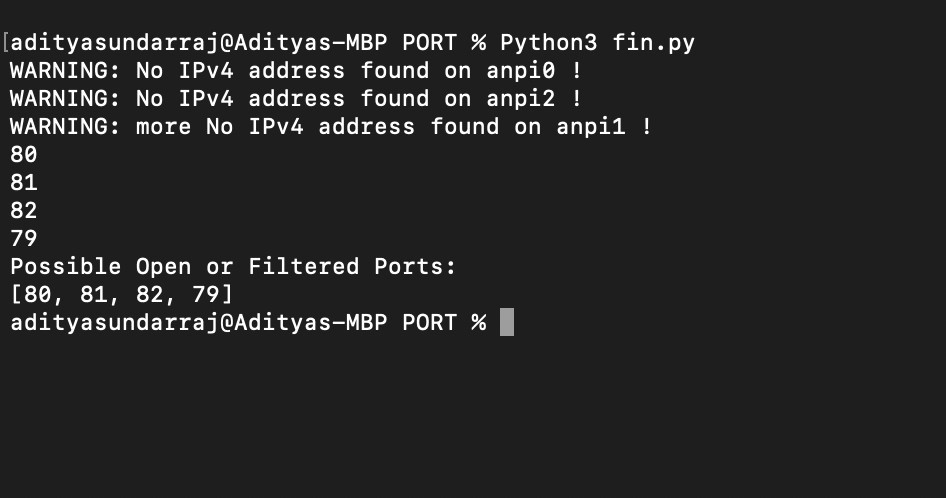 [adityasundarraj@Adityas-MBP PORT % Python3 fin.py
WARNING: No IPv4 address found on anpi0 !
WARNING: No IPv4 address found on anpi2 !
WARNING: more No IPv4 address found on anpi1 !
80
81
82
79
Possible Open or Filtered Ports:
[80, 81, 82, 79]
adityasundarraj@Adityas-MBP PORT %